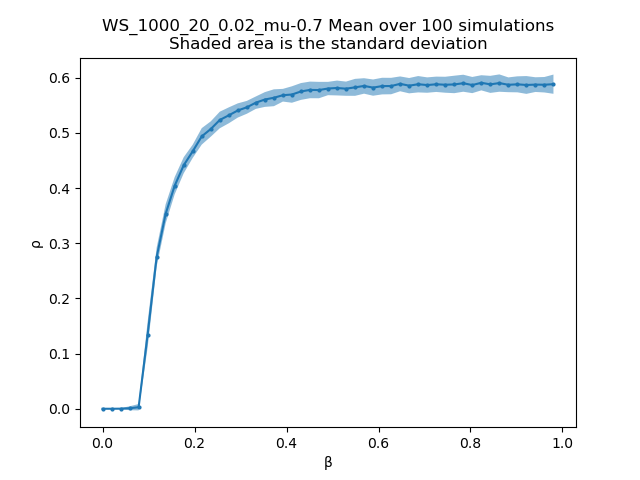 WS_1000_20_0.02_mu-0.7 Mean over 100 simulations
Shaded area is the standard deviation
0.6
0.5
0.4
0.3
0.2
0.1
0.0
ρ
0.0 0.2 0.4 0.6 0.8 1.0
β